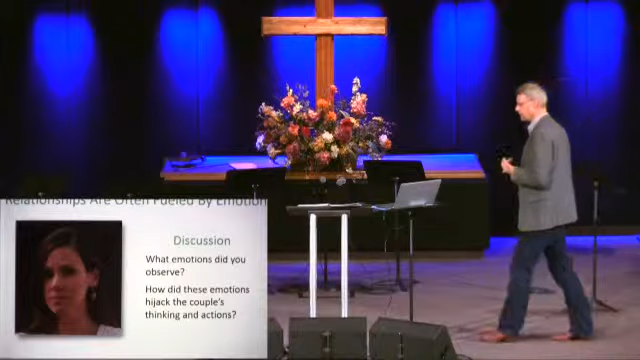 Relationships Are Often Fueled By Emotion
Discussion
What emotions did you
observe?
How did these emotions
hijack the couple's
thinking and actions?